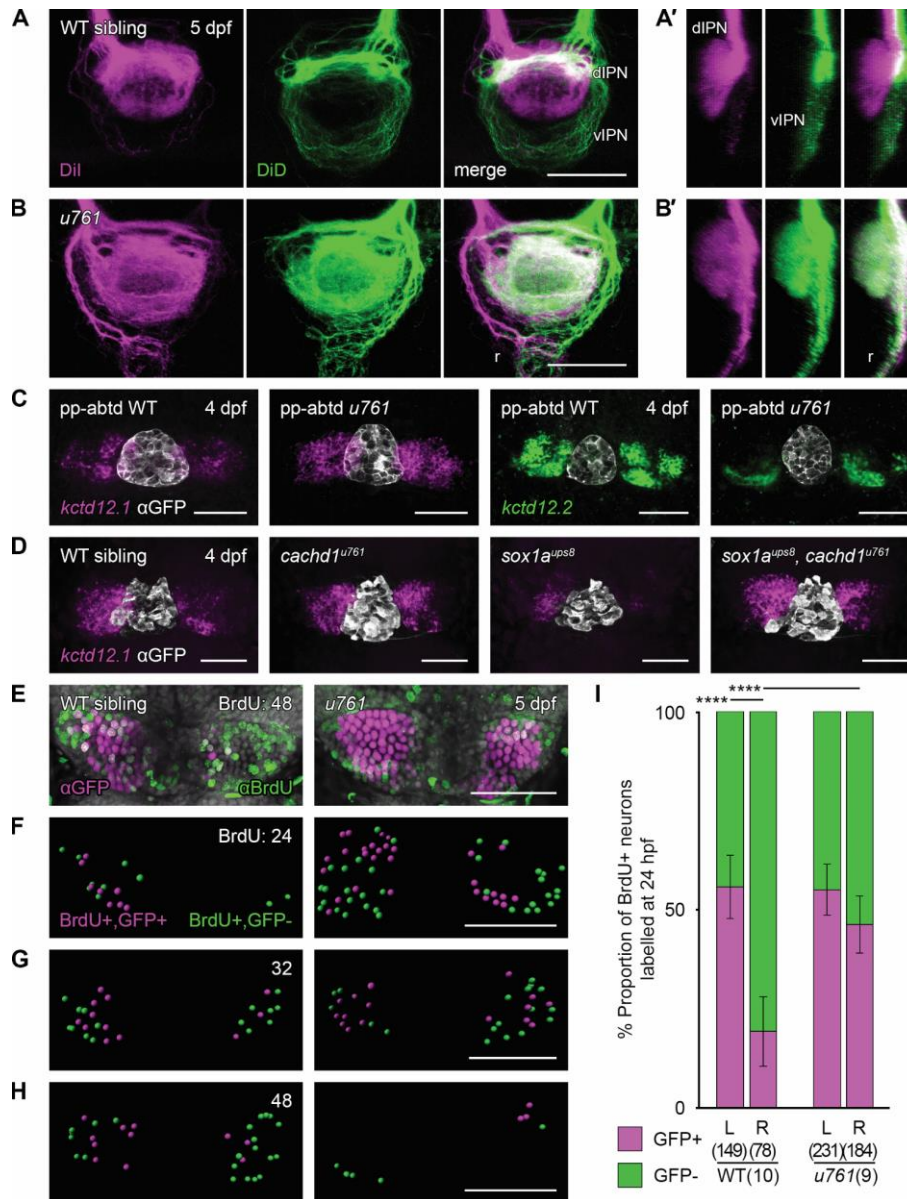 A
WT sibling 5 dpf
DiI
DiD
merge
dIPN
vIPN
A′
dIPN
vIPN
B
u761
r
B′
r
C
pp-abtd WT 4 dpf
kctd12.1 αGFP
pp-abtd u761
pp-abtd WT 4 dpf
kctd12.2
pp-abtd u761
D
WT sibling 4 dpf
kctd12.1 αGFP
cachd1u761
sox1aups8
sox1aups8, cachd1u761
E
WT sibling BrdU: 48
αGFP αBrdU
u761 5 dpf
F
BrdU: 24
BrdU+,GFP+ BrdU+,GFP-
G
32
H
48
I
****
****
100
50
0
% Proportion of BrdU+ neurons
labelled at 24 hpf
L R L R
(149) (78) (231)(184)
WT(10) u761(9)
GFP+
GFP-